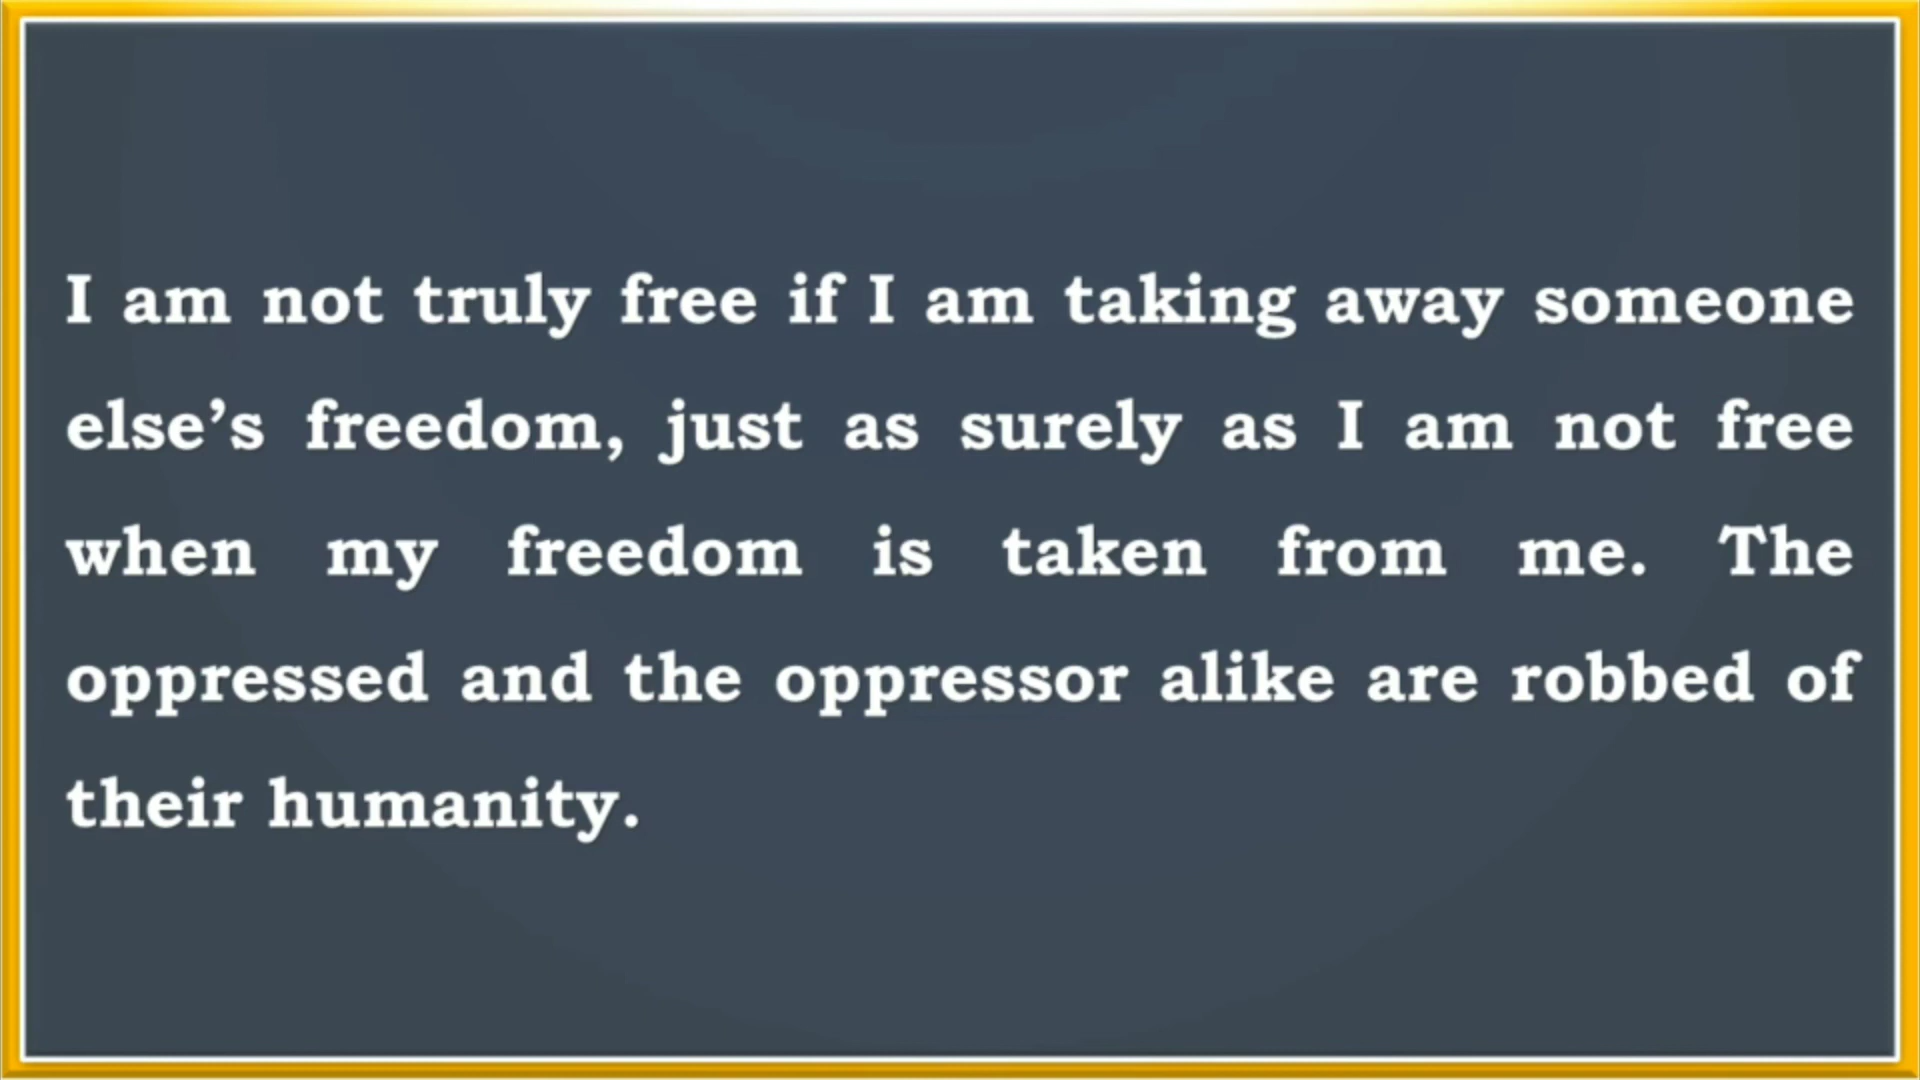 I am not truly free if I am taking away someone
else’s freedom, just as surely as I am not free
when my freedom is taken from me. The
oppressed and the oppressor alike are robbed of
their humanity.